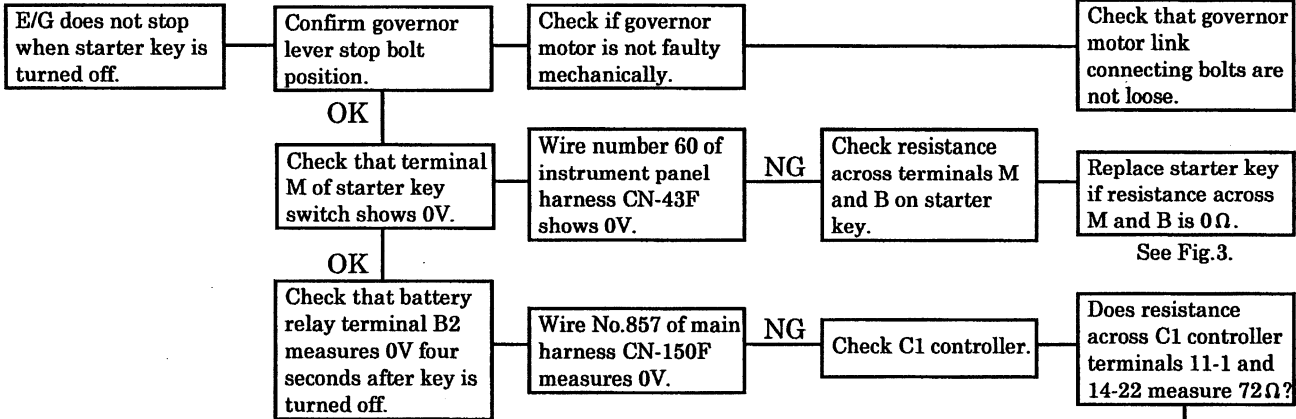 E/G does not stop
when starter key is
turned off.
Confirm governor
lever stop bolt
position.
Check if governor
motor is not faulty
mechanically.
Check that governor
motor link
connecting bolts are
not loose.
OK
Check that terminal
M of starter key
switch shows 0V.
Wire number 60 of
instrument panel
harness CN-43F
shows 0V.
NG
Check resistance
across terminals M
and B on starter
key.
Replace starter key
if resistance across
M and B is 0Ω.
See Fig.3.
OK
Check that battery
relay terminal B2
measures 0V four
seconds after key is
turned off.
Wire No.857 of main
harness CN-150F
measures 0V.
NG
Check C1 controller.
Does resistance
across C1 controller
terminals 11-1 and
14-22 measure 72Ω?